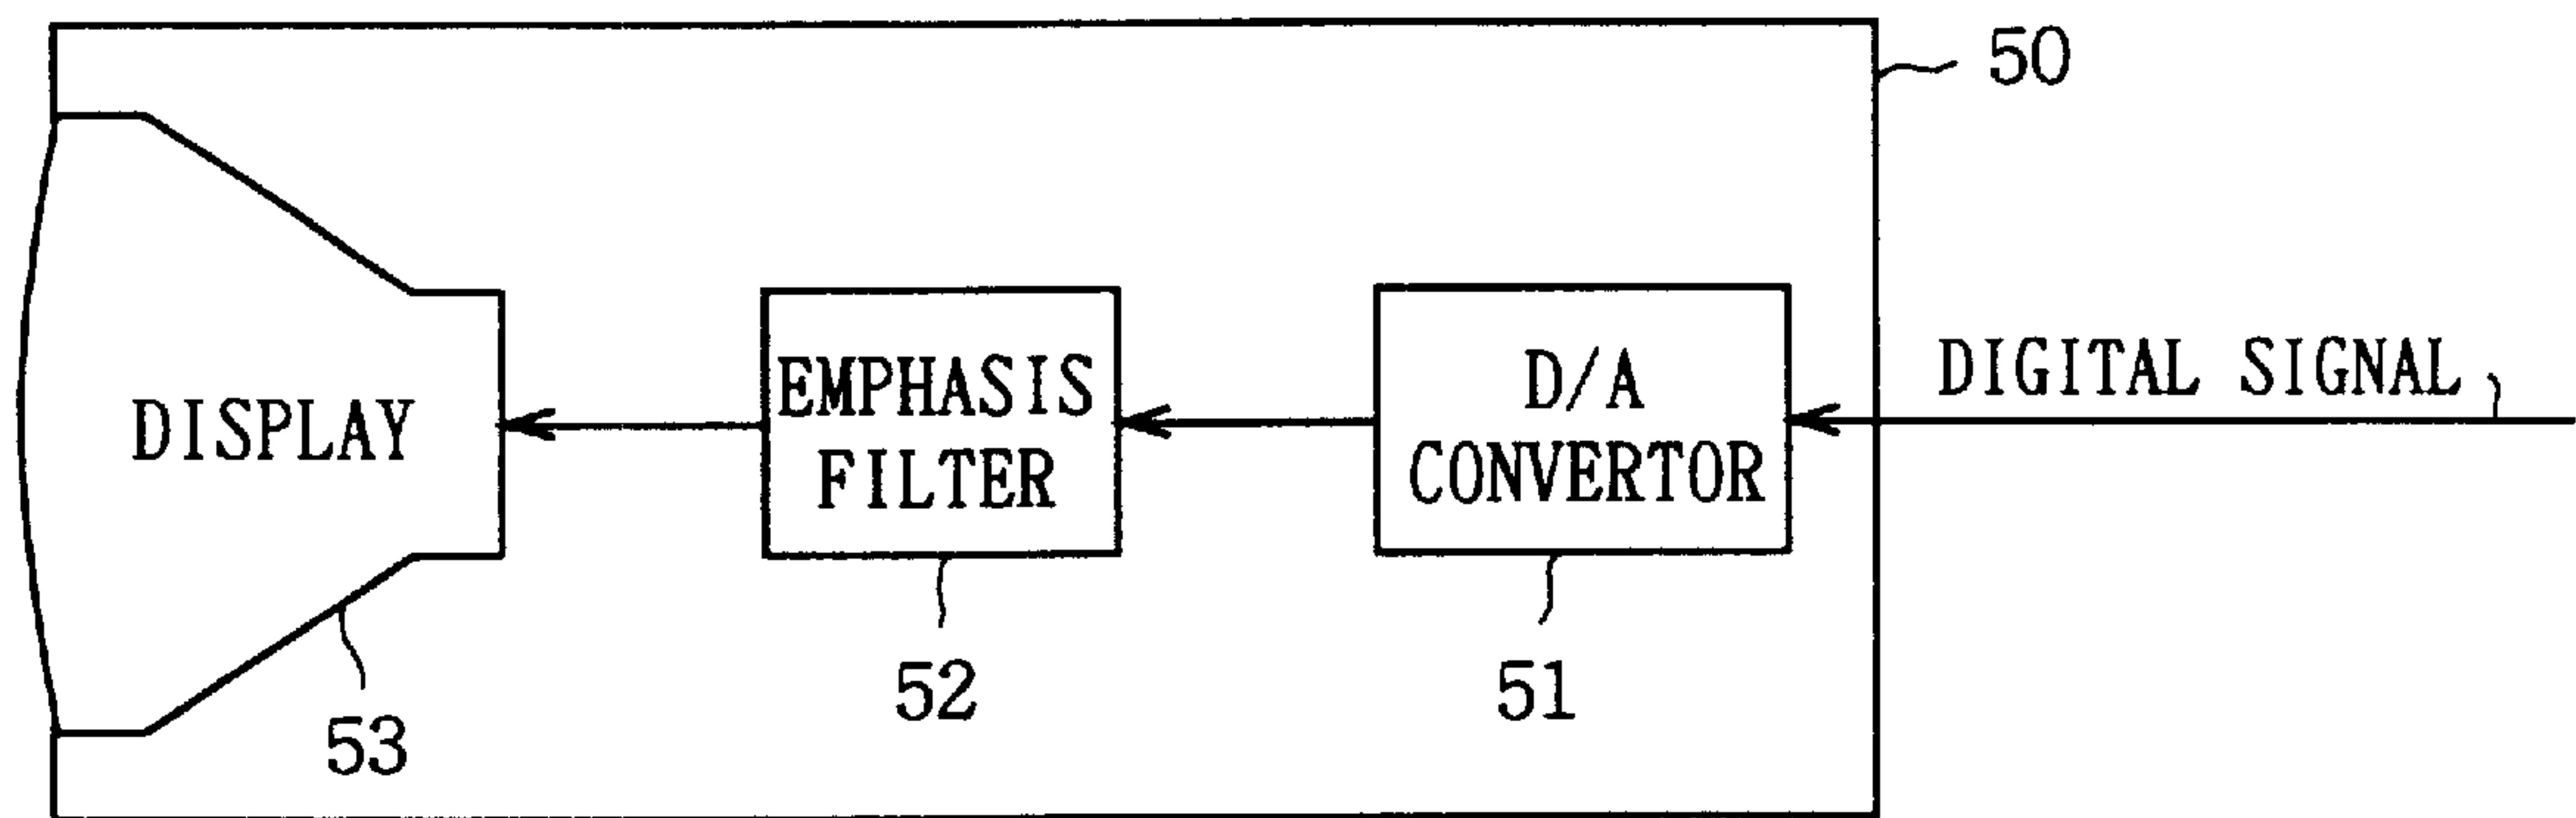 50
DIGITAL SIGNAL
D/A
CONVERTOR
EMPHASIS
FILTER
DISPLAY
51
52
53